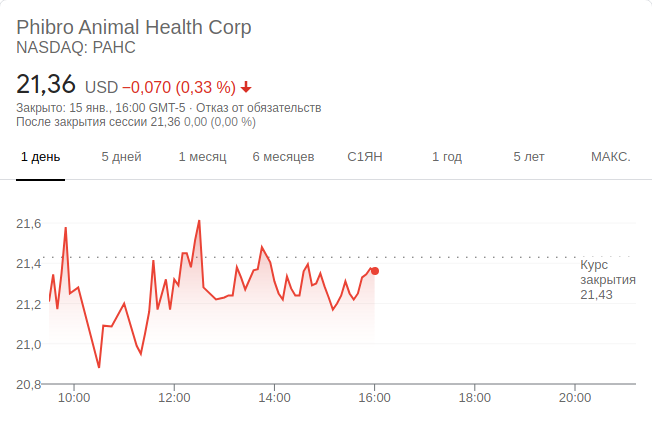 Phibro Animal Health Corp
NASDAQ: PAHC
21,36 USD −0,070 (0,33 %)
Закрыто: 15 янв., 16:00 GMT-5 · Отказ от обязательств
После закрытия сессии 21,36 0,00 (0,00 %)
1 день 5 дней 1 месяц 6 месяцев С1ЯН 1 год 5 лет МАКС.
21,6
21,4
Курс
закрытия
21,43
21,2
21,0
20,8
10:00 12:00 14:00 16:00 18:00 20:00